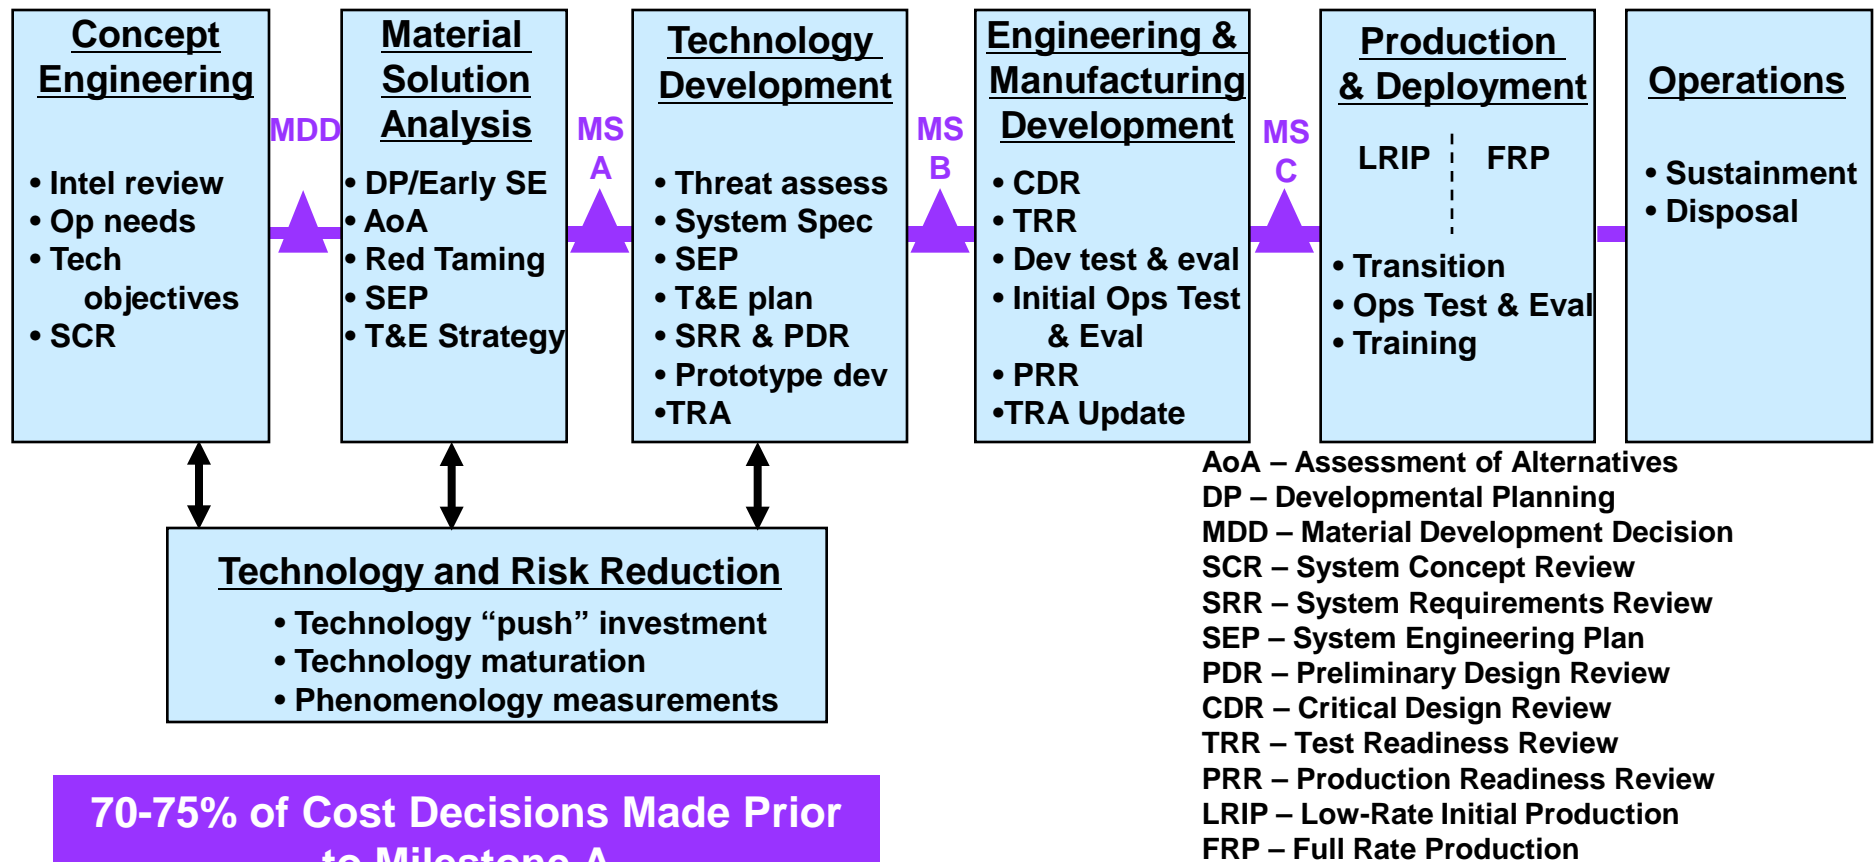 Concept
Engineering
• Intel review
• Op needs
• Tech
objectives
• SCR
MDD
Material
Solution
Analysis
• DP/Early SE
• AoA
• Red Taming
• SEP
• T&E Strategy
MS
A
Technology
Development
• Threat assess
• System Spec
• SEP
• T&E plan
• SRR & PDR
• Prototype dev
•TRA
MS
B
Engineering &
Manufacturing
Development
• CDR
• TRR
• Dev test & eval
• Initial Ops Test
& Eval
• PRR
•TRA Update
MS
C
Production
& Deployment
LRIP FRP
• Transition
• Ops Test & Eval
• Training
Operations
• Sustainment
• Disposal
Technology and Risk Reduction
• Technology “push” investment
• Technology maturation
• Phenomenology measurements
70-75% of Cost Decisions Made Prior
to Milestone A
AoA – Assessment of Alternatives
DP – Developmental Planning
MDD – Material Development Decision
SCR – System Concept Review
SRR – System Requirements Review
SEP – System Engineering Plan
PDR – Preliminary Design Review
CDR – Critical Design Review
TRR – Test Readiness Review
PRR – Production Readiness Review
LRIP – Low-Rate Initial Production
FRP – Full Rate Production